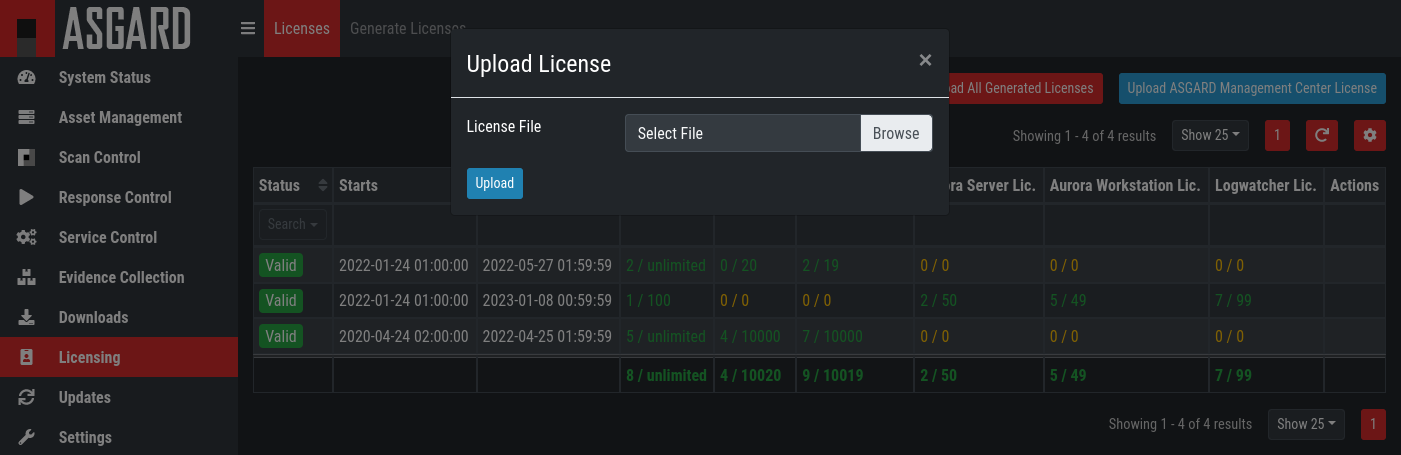 ASGARD
Licenses
Generate Licenses
System Status
Asset Management
Scan Control
Response Control
Service Control
Evidence Collection
Downloads
Licensing
Updates
Settings
Upload License
×
License File
Select File
Browse
Upload
All Generated Licenses
Upload ASGARD Management Center License
Showing 1 - 4 of 4 results
Show 25
1
Status Starts Server Lic. Aurora Workstation Lic. Logwatcher Lic. Actions
Search
Valid 2022-01-24 01:00:00 2022-05-27 01:59:59 2 / unlimited 0 / 20 2 / 19 0 / 0 0 / 0 0 / 0
Valid 2022-01-24 01:00:00 2023-01-08 00:59:59 1 / 100 0 / 0 0 / 0 2 / 50 5 / 49 7 / 99
Valid 2020-04-24 02:00:00 2022-04-25 01:59:59 5 / unlimited 4 / 10000 7 / 10000 0 / 0 0 / 0 0 / 0
8 / unlimited 4 / 10020 9 / 10019 2 / 50 5 / 49 7 / 99
Showing 1 - 4 of 4 results
Show 25
1